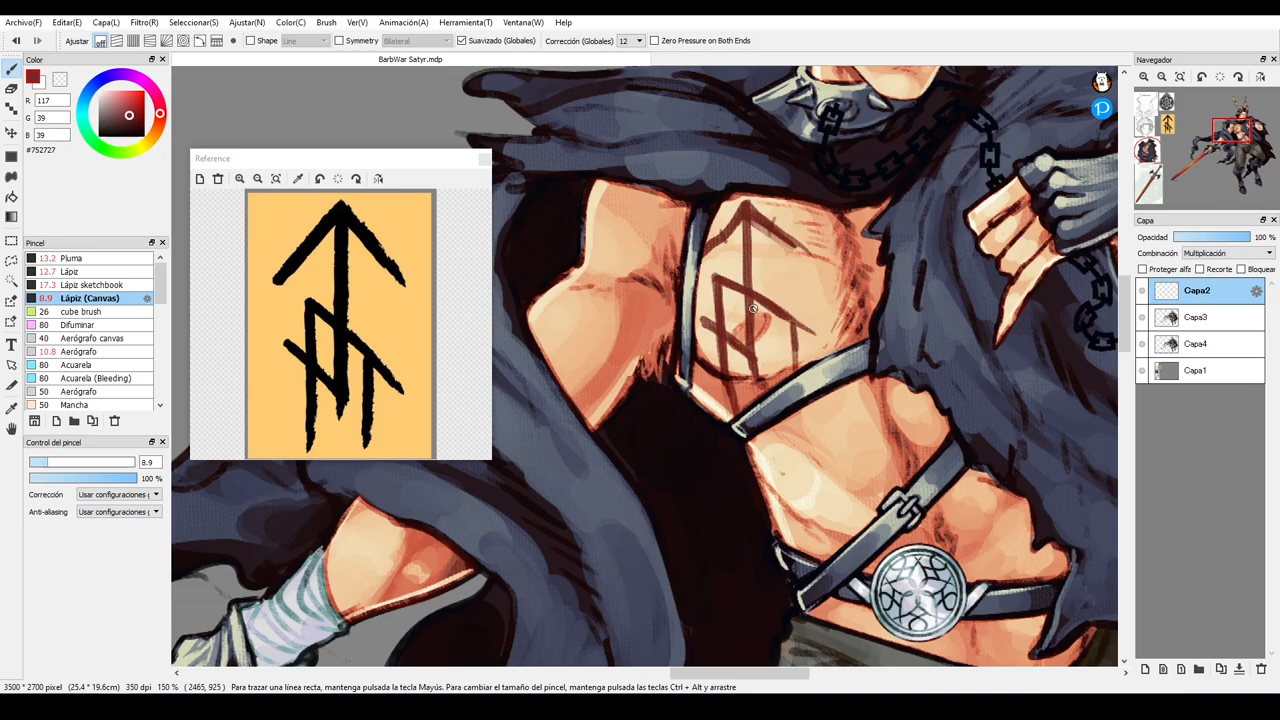 Archivo(F) Editar(E) Capa(L) Filtro(R) Seleccionar(S) Ajustar(N) Color(C) Brush Ver(V) Animación(A) Herramienta(T) Ventana(W) Help
Ajustar off Shape Line Symmetry Bilateral Suavizado (Globales) Corrección (Globales) 12 Zero Pressure on Both Ends
Color
BarbWar Satyr.mdp
Navegador
R 117
G 39
B 39
#752727
Reference
Pincel
13.2 Pluma
12.7 Lápiz
17.3 Lápiz sketchbook
8.9 Lápiz (Canvas)
26 cube brush
80 Difuminar
40 Aerógrafo canvas
10.8 Aerógrafo
80 Acuarela
80 Acuarela (Bleeding)
50 Aerógrafo
50 Mancha
Control del pincel
8.9
100 %
Corrección Usar configuraciones g
Anti-aliasing Usar configuraciones g
Capa
Opacidad 100 %
Combinación Multiplicación
Proteger alfa Recorte Bloquear
Capa2
Capa3
Capa4
Capa1
3500 * 2700 pixel (25.4 * 19.6cm) 350 dpi 150 % ( 2465, 925 ) Para trazar una línea recta, mantenga pulsada la tecla Mayús. Para cambiar el tamaño del pincel, mantenga pulsada las teclas Ctrl + Alt y arrastre